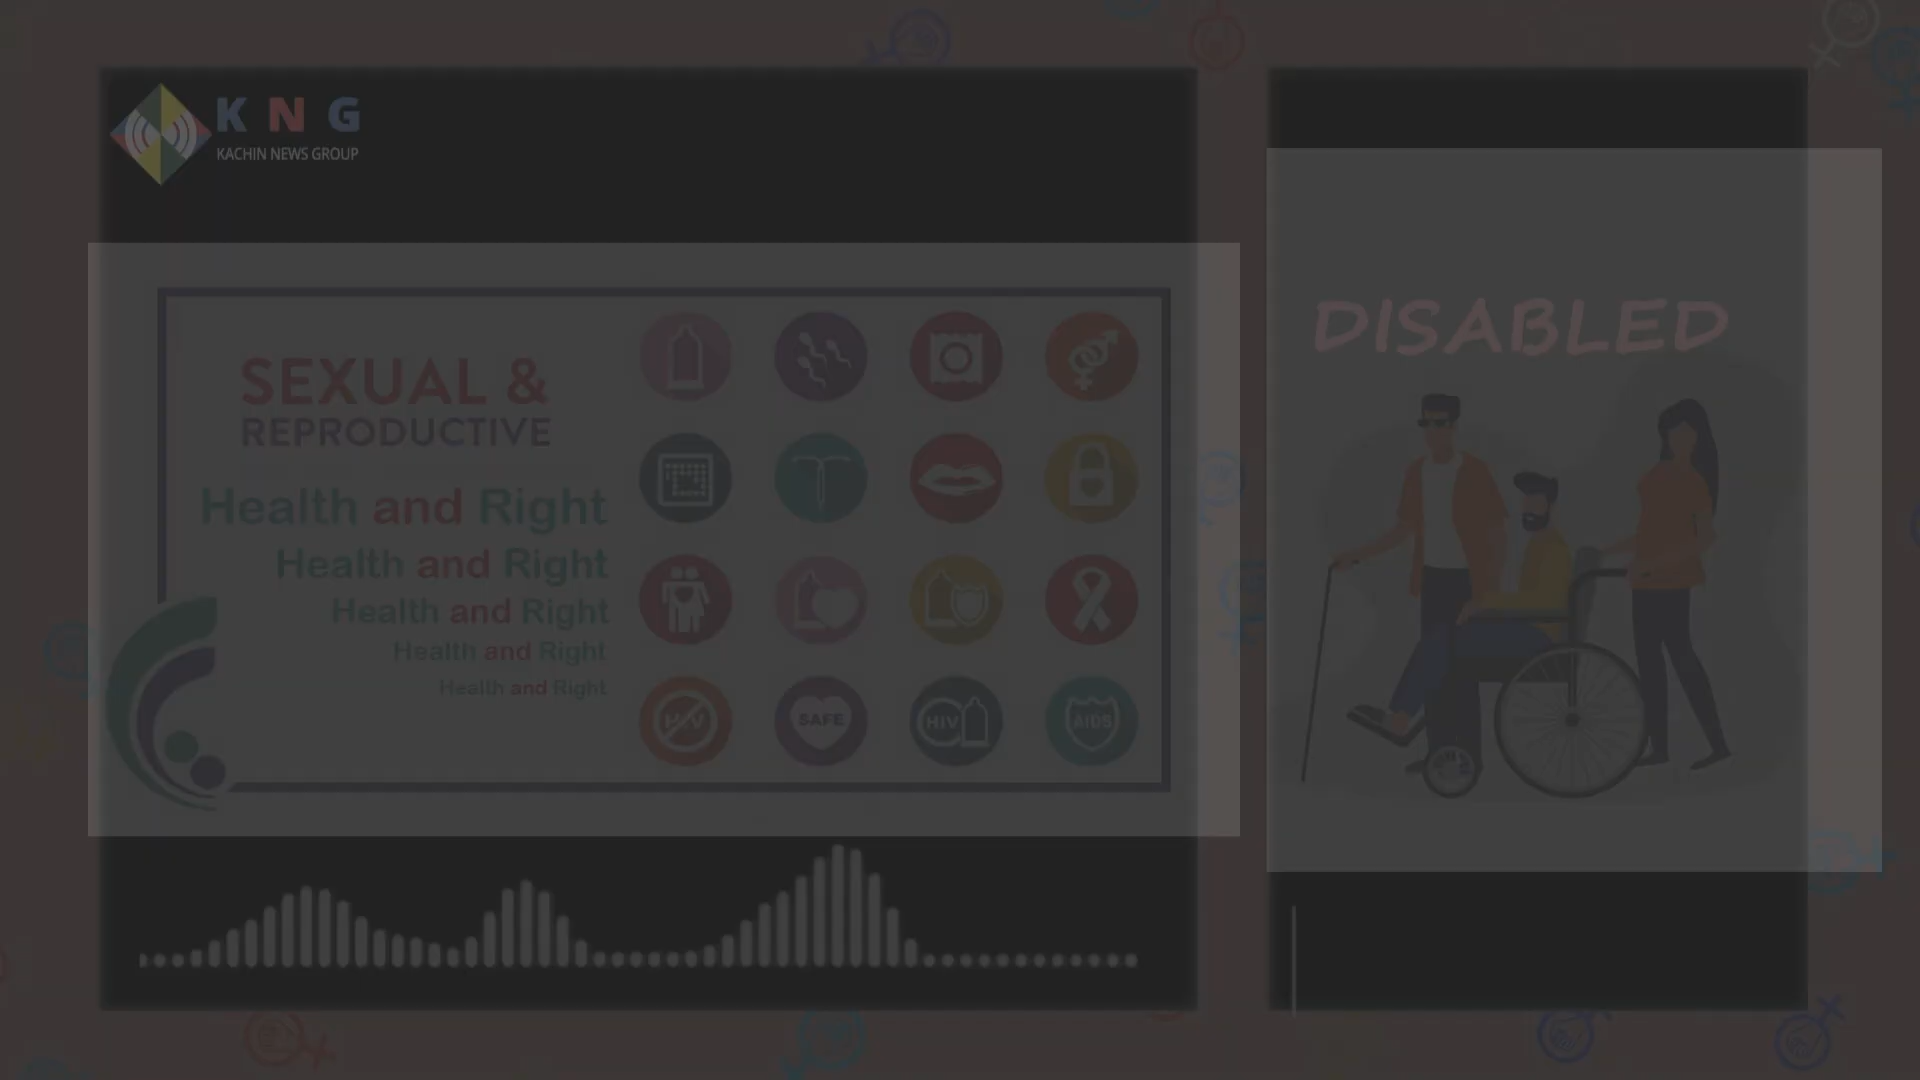 K N G
KACHIN NEWS GROUP
SEXUAL &
REPRODUCTIVE
Health and Right
Health and Right
Health and Right
Health and Right
Health and Right
HIV
SAFE
HIV
AIDS
DISABLED